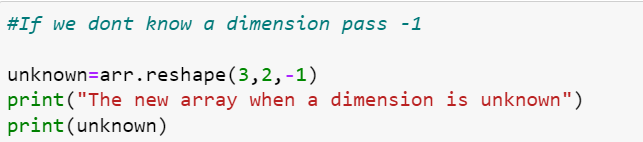 #If we dont know a dimension pass -1
unknown=arr.reshape(3,2,-1)
print("The new array when a dimension is unknown")
print(unknown)